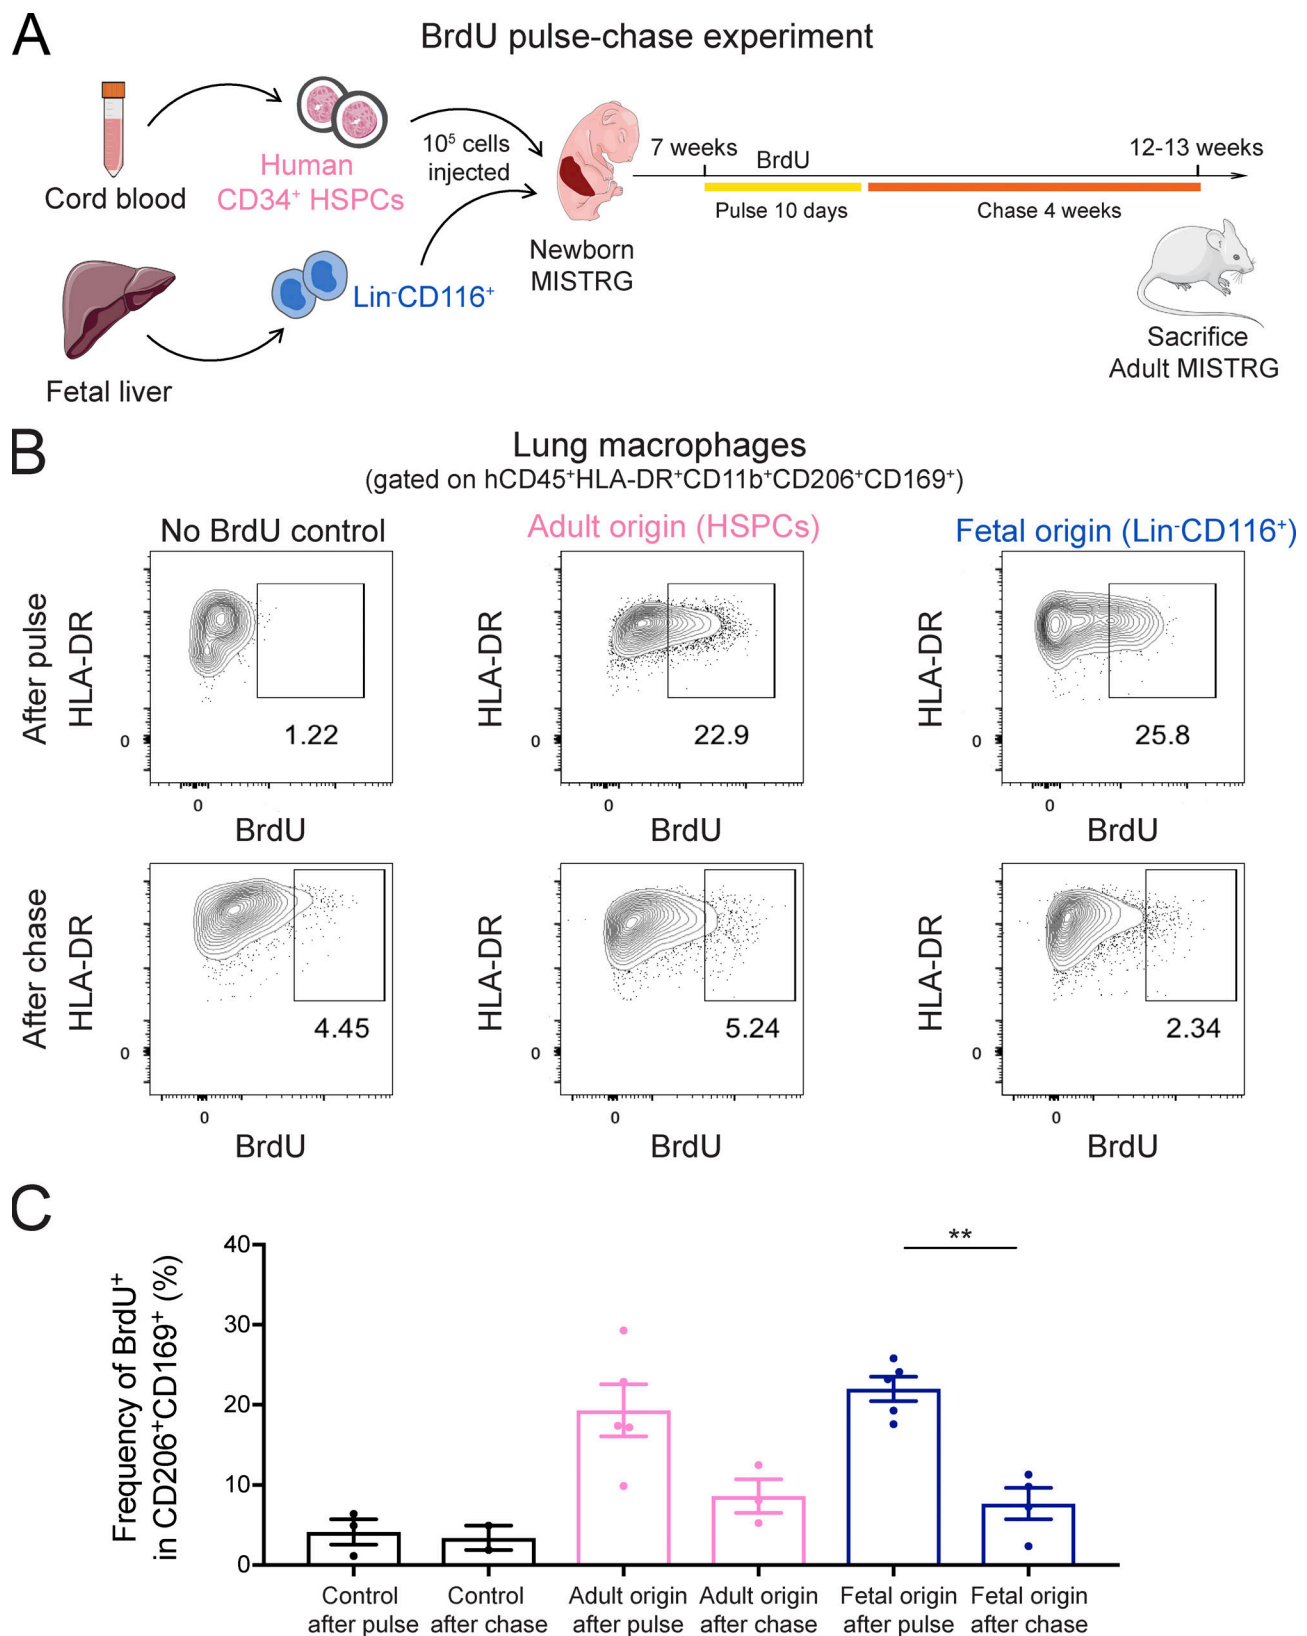 A
BrdU pulse-chase experiment
Cord blood
Human
CD34⁺ HSPCs
10⁵ cells
injected
Fetal liver
Lin⁻CD116⁺
Newborn
MISTRG
7 weeks
BrdU
12-13 weeks
Pulse 10 days
Chase 4 weeks
Sacrifice
Adult MISTRG
B
Lung macrophages
(gated on hCD45⁺HLA-DR⁺CD11b⁺CD206⁺CD169⁺)
No BrdU control
Adult origin (HSPCs)
Fetal origin (Lin⁻CD116⁺)
After pulse
HLA-DR
0
1.22
0
BrdU
HLA-DR
0
22.9
0
BrdU
HLA-DR
0
25.8
0
BrdU
After chase
HLA-DR
0
4.45
0
BrdU
HLA-DR
0
5.24
0
BrdU
HLA-DR
0
2.34
0
BrdU
C
Frequency of BrdU⁺
in CD206⁺CD169⁺ (%)
40
30
20
10
0
**
Control
after pulse
Control
after chase
Adult origin
after pulse
Adult origin
after chase
Fetal origin
after pulse
Fetal origin
after chase